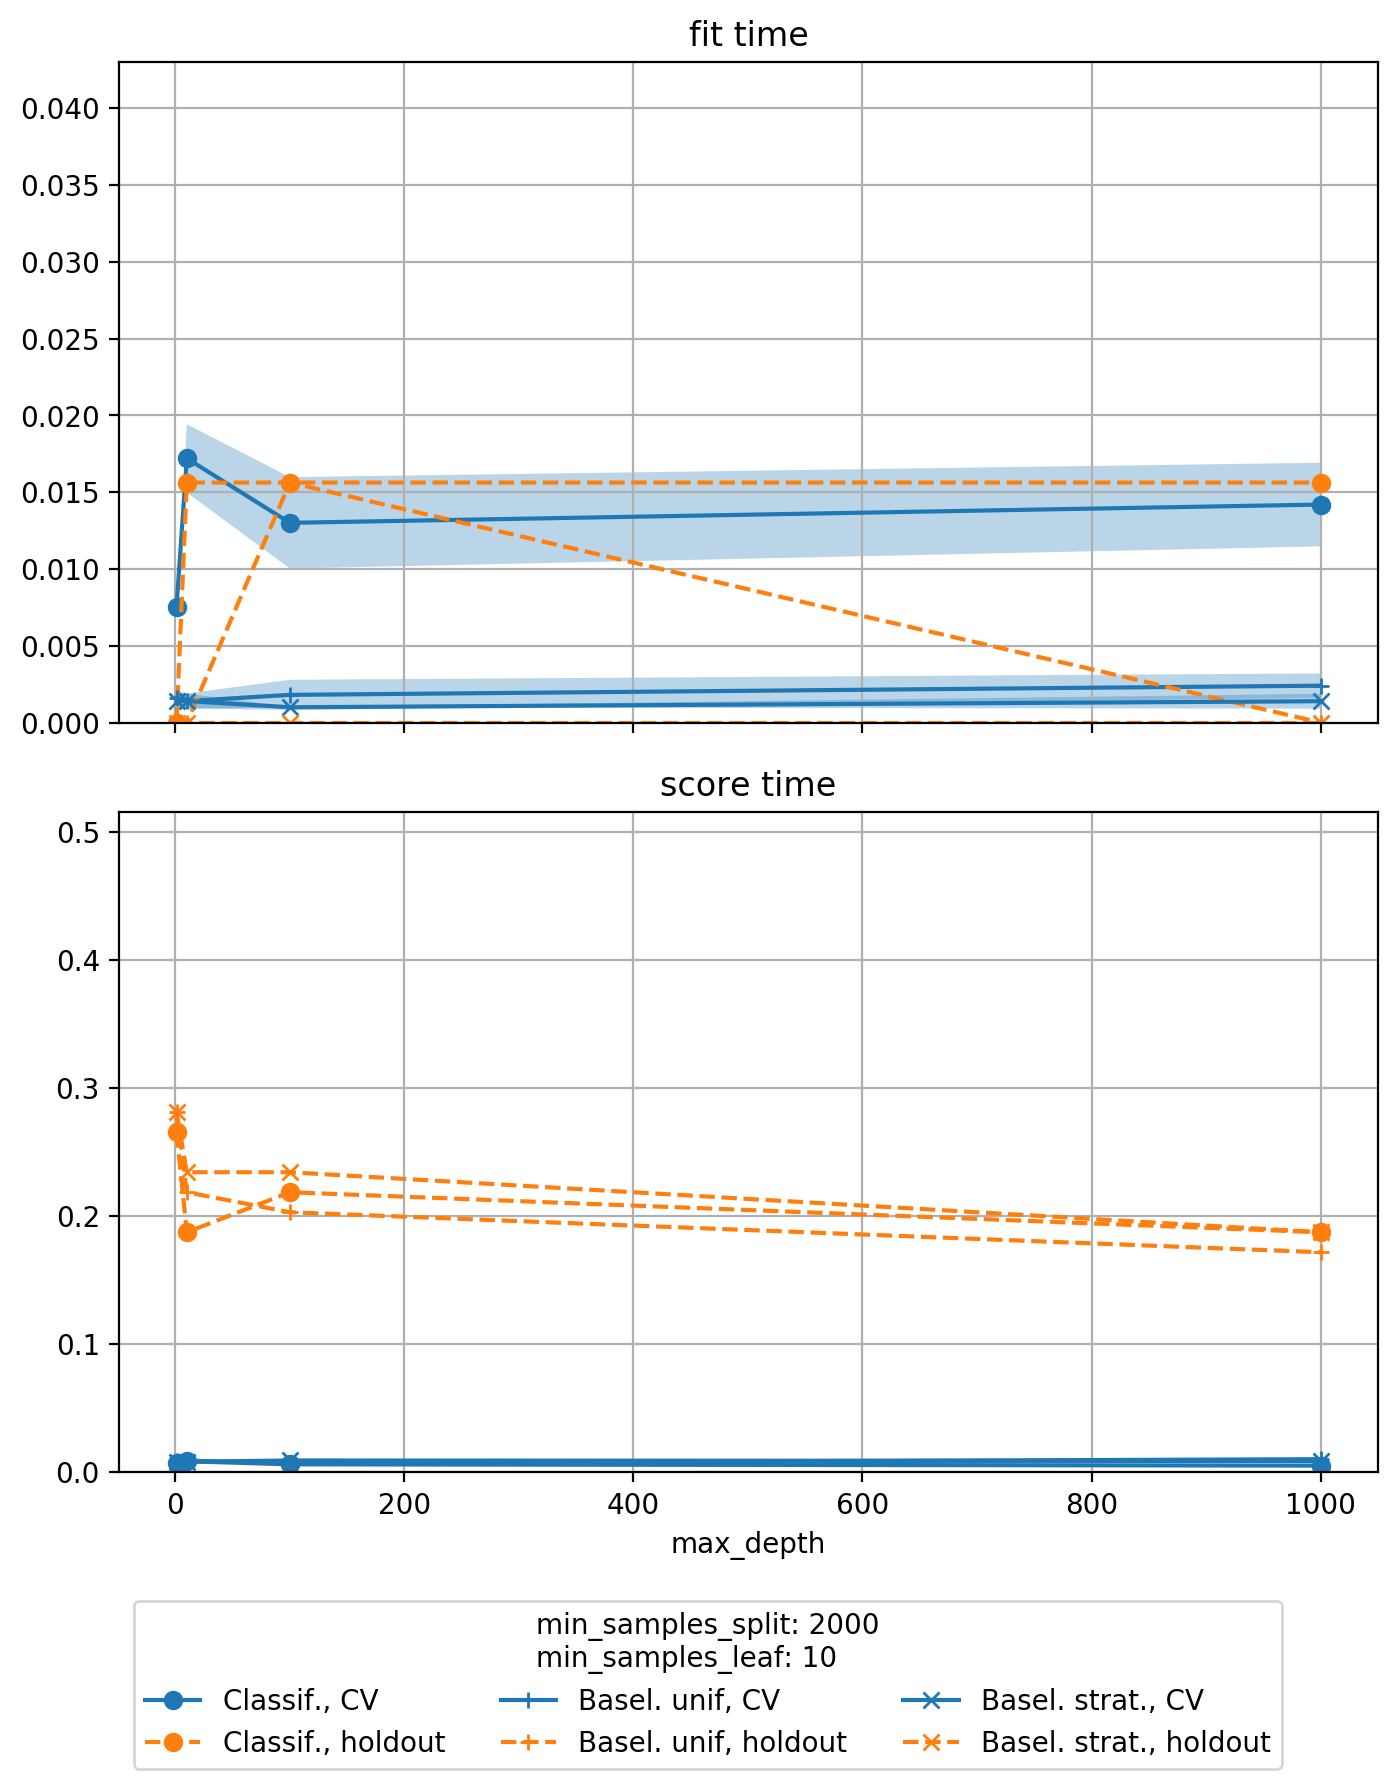 fit time
0.040
0.035
0.030
0.025
0.020
0.015
0.010
0.005
0.000
score time
0.5
0.4
0.3
0.2
0.1
0.0
0 200 400 600 800 1000
max_depth
min_samples_split: 2000
min_samples_leaf: 10
Classif., CV Basel. unif, CV Basel. strat., CV
Classif., holdout Basel. unif, holdout Basel. strat., holdout